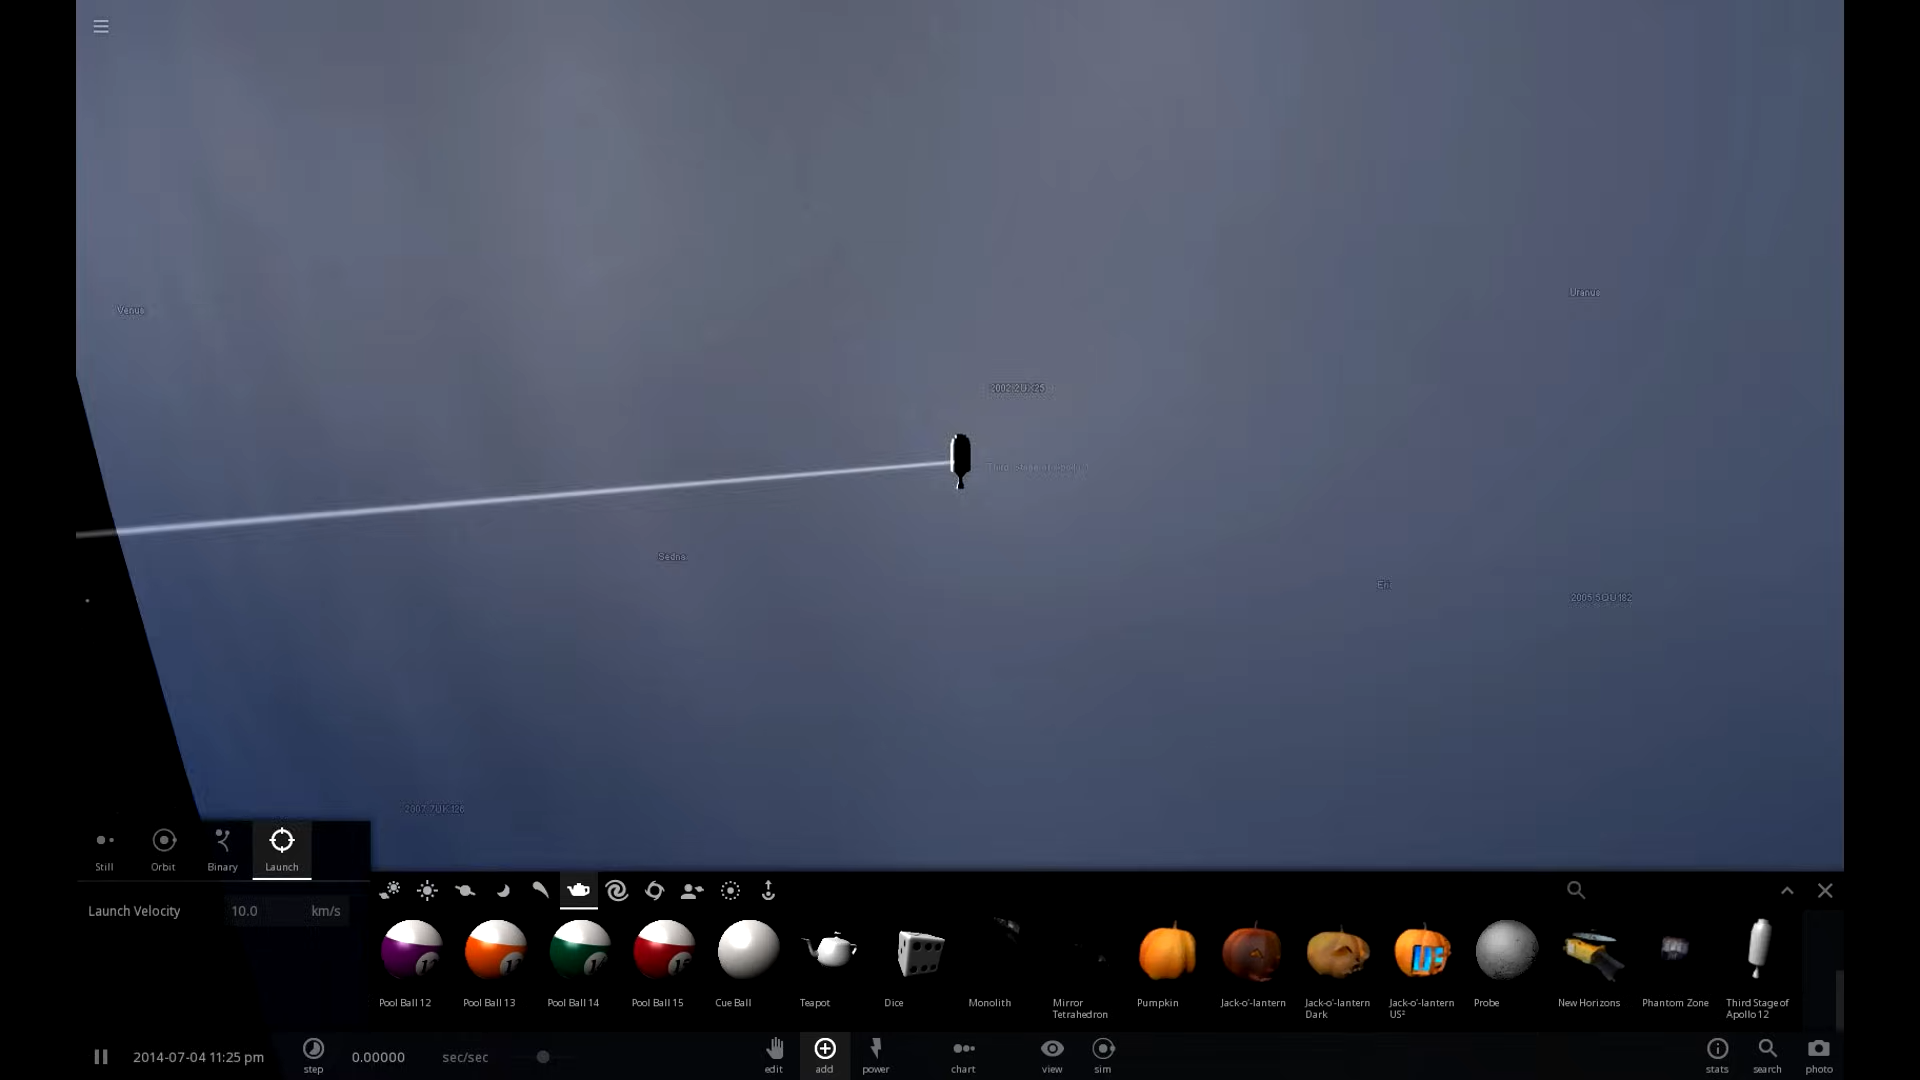 Venus
Uranus
Sedna
Still
Orbit
Binary
Launch
Launch Velocity
10.0
km/s
Pool Ball 12
Pool Ball 13
Pool Ball 14
Pool Ball 15
Cue Ball
Teapot
Dice
Monolith
Mirror
Tetrahedron
Pumpkin
Jack-o'-lantern
Jack-o'-lantern
Dark
Jack-o'-lantern
US²
Probe
New Horizons
Phantom Zone
Third Stage of
Apollo 12
2014-07-04 11:25 pm
step
0.00000
sec/sec
edit
add
power
chart
view
sim
stats
search
photo